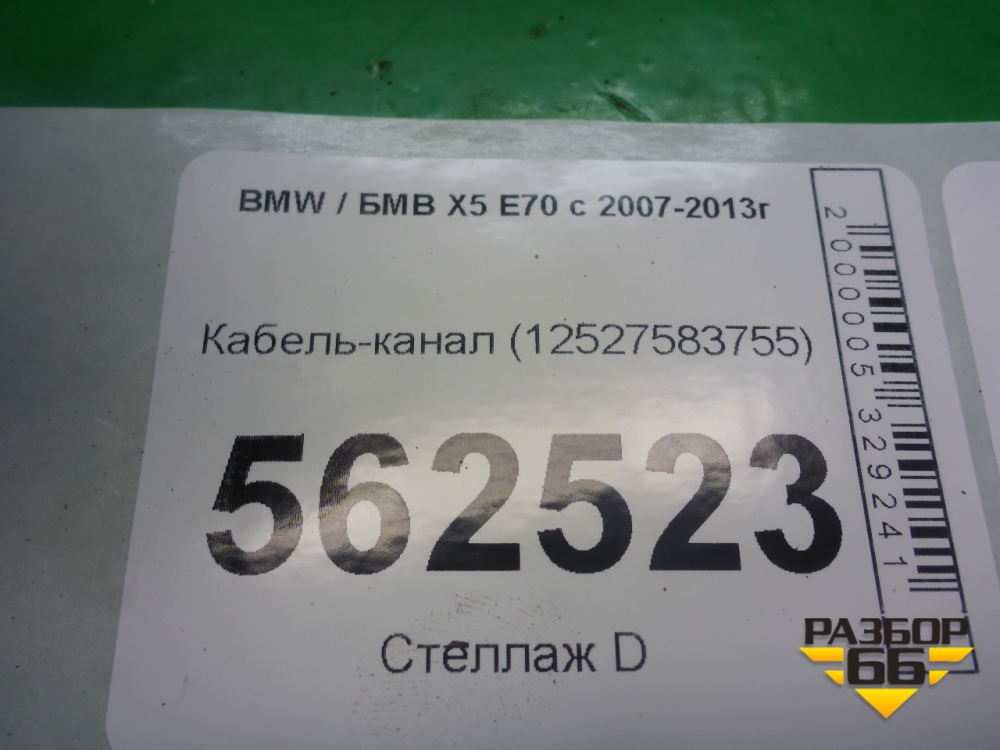 BMW / БМВ X5 E70 с 2007-2013г
Кабель-канал (12527583755)
562523
Стеллаж D
2000005329241
РАЗБОР
66